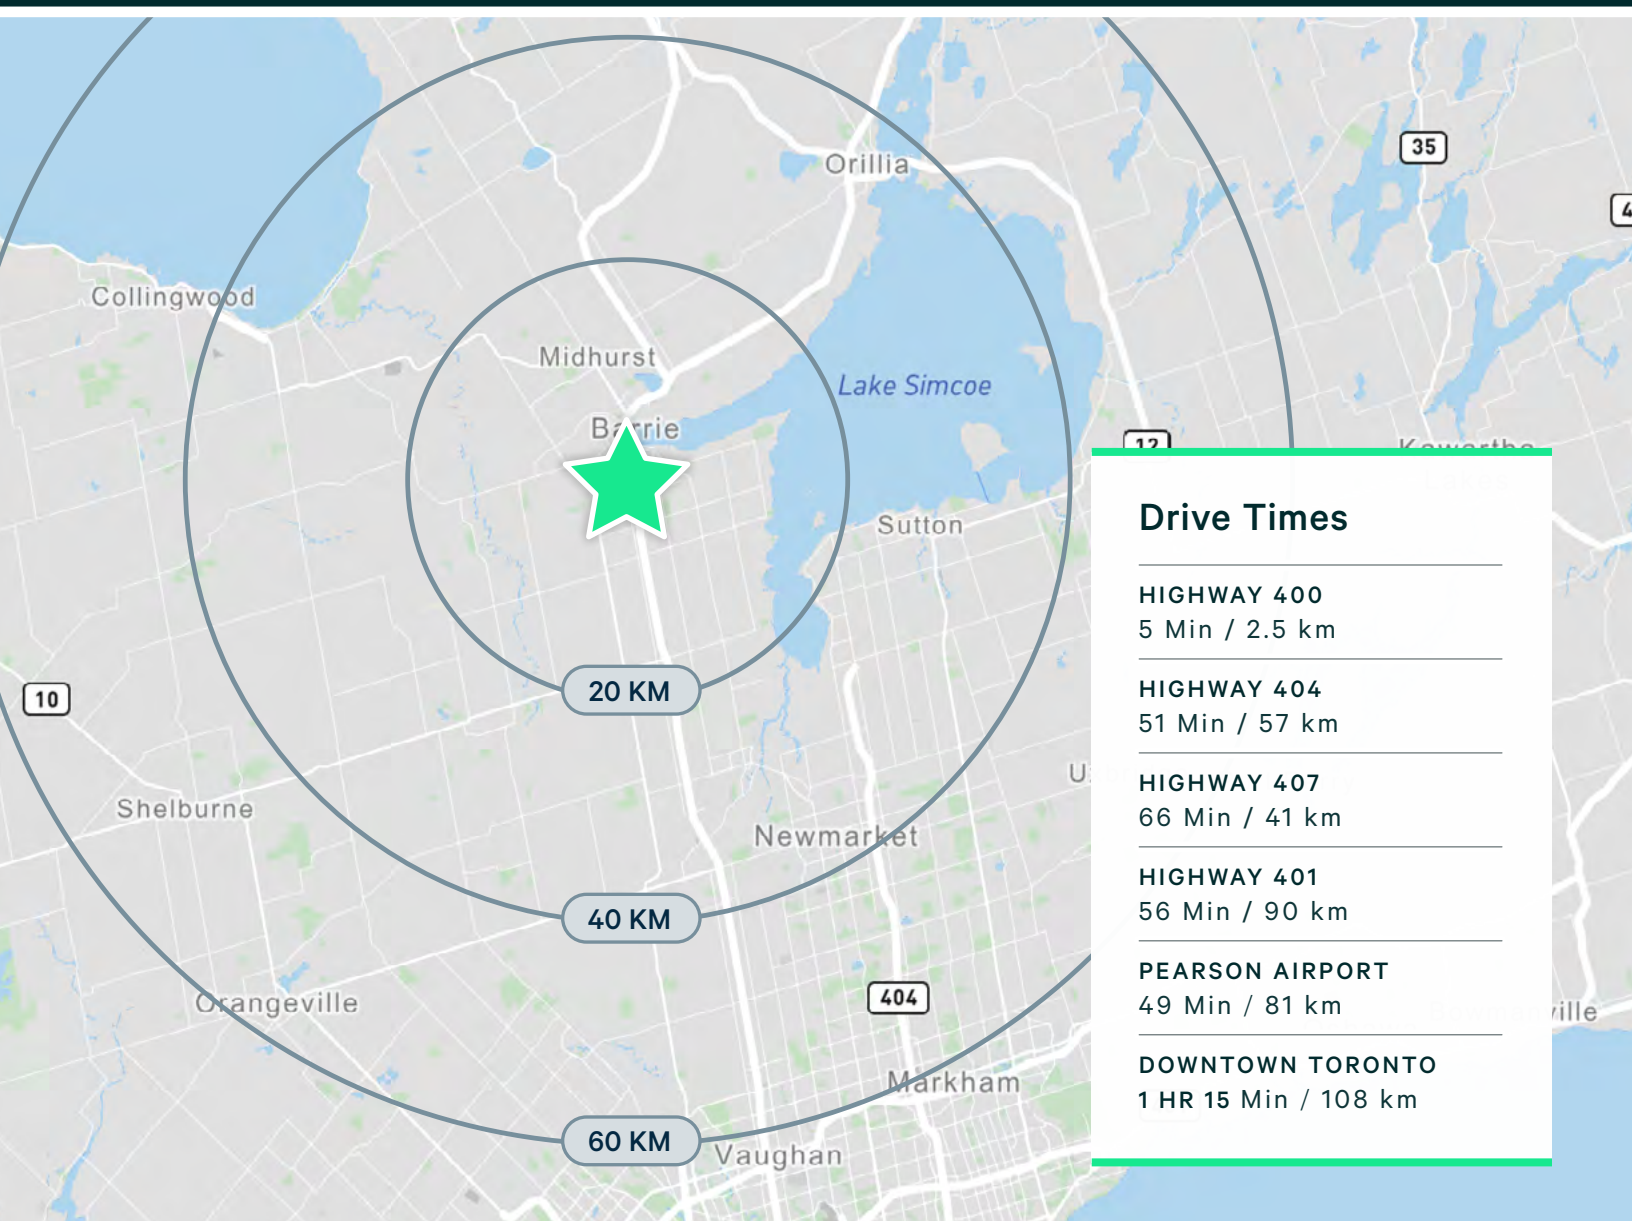 35
Orillia
Collingwood
Midhurst
Lake Simcoe
Barrie
12
Kawartha
Drive Times
Sutton
HIGHWAY 400
5 Min / 2.5 km
20 KM
10
HIGHWAY 404
51 Min / 57 km
HIGHWAY 407
66 Min / 41 km
Shelburne
Newmarket
HIGHWAY 401
56 Min / 90 km
40 KM
PEARSON AIRPORT
49 Min / 81 km
404
Orangeville
ville
DOWNTOWN TORONTO
1 HR 15 Min / 108 km
Markham
60 KM
Vaughan